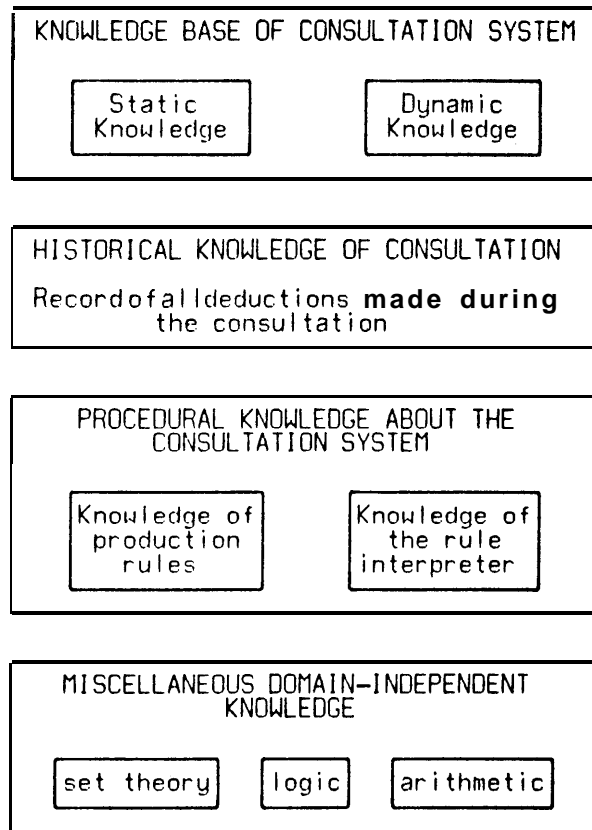 KNOWLEDGE BASE OF CONSULTATION SYSTEM
Static Knowledge
Dynamic Knowledge
HISTORICAL KNOWLEDGE OF CONSULTATION
Recordofalldeductions made during
the consultation
PROCEDURAL KNOWLEDGE ABOUT THE
CONSULTATION SYSTEM
Knowledge of
production
rules
Knowledge of
the rule
interpreter
MISCELLANEOUS DOMAIN-INDEPENDENT
KNOWLEDGE
set theory
logic
arithmetic